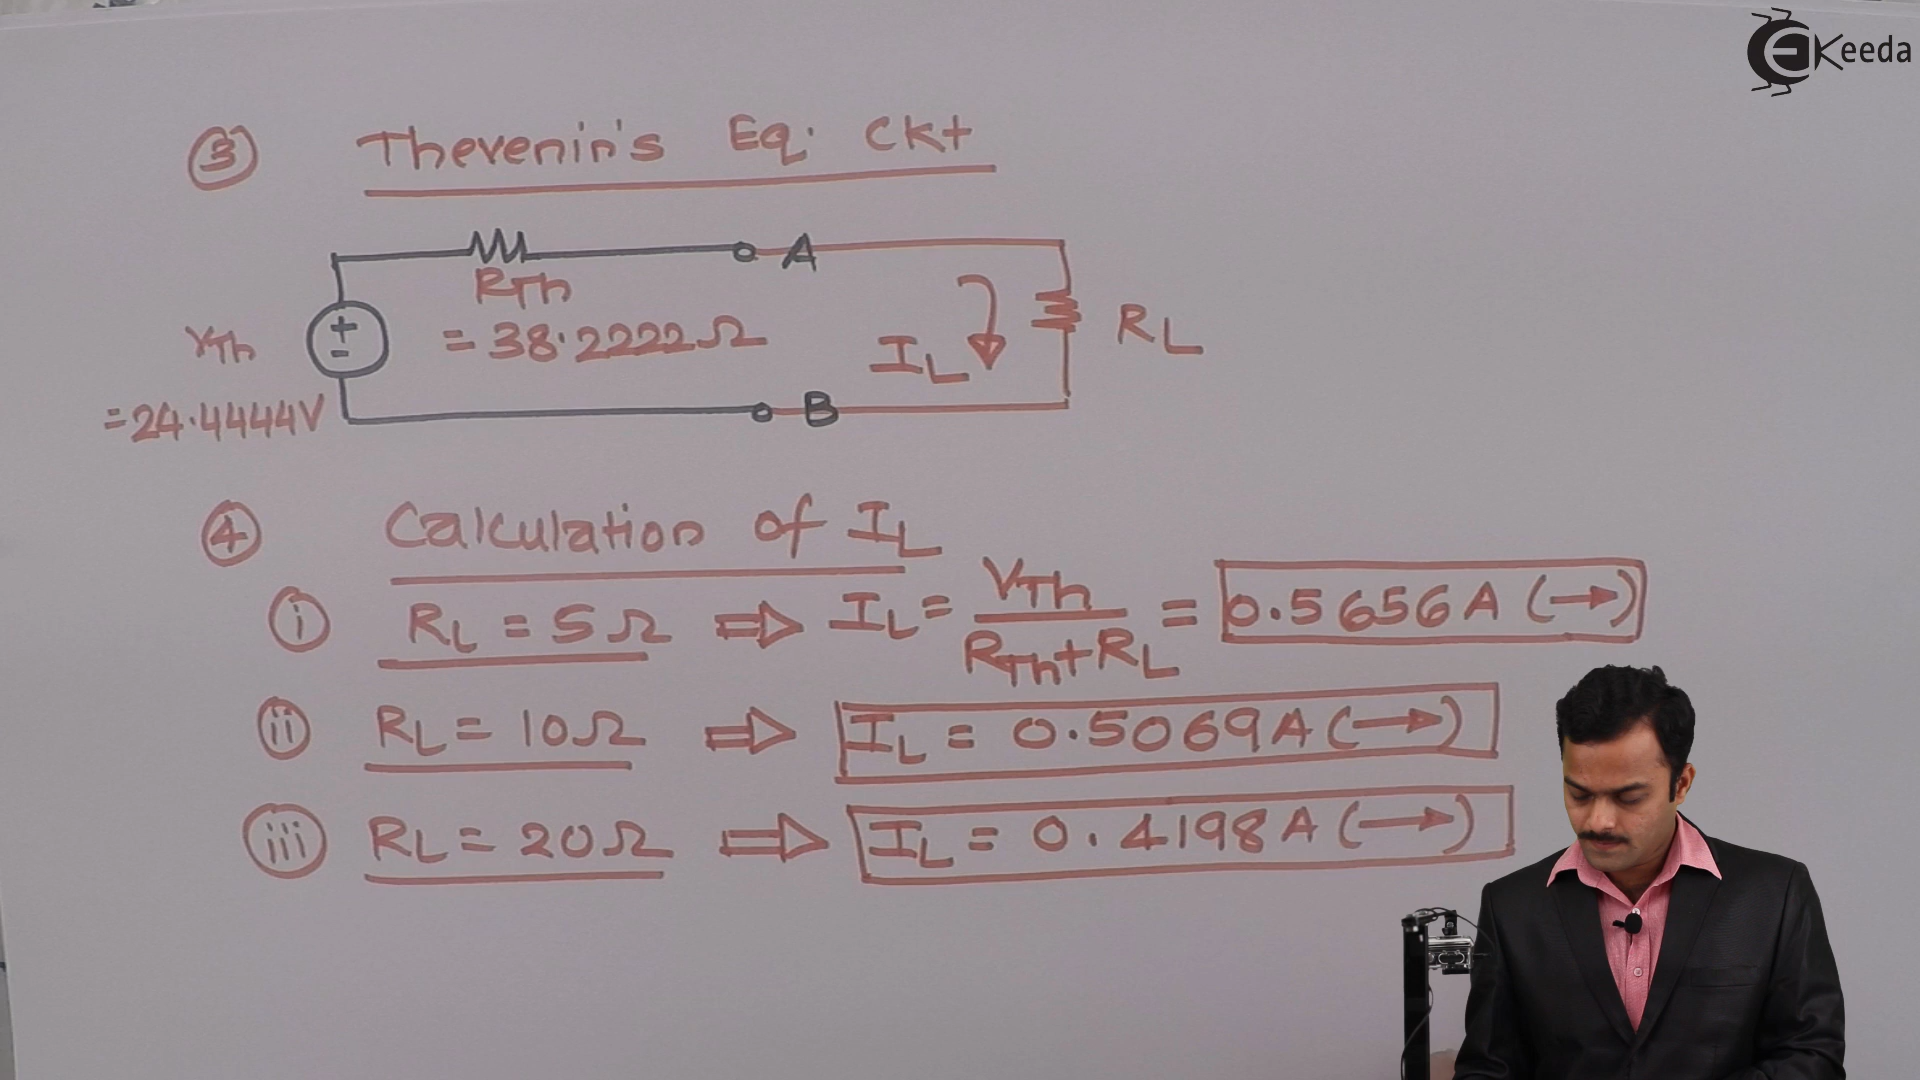 EKeeda
③ Thevenin's Eq. Ckt
A
RTh
= 38.2222Ω
VTh
= 24.4444V
+
-
IL
RL
B
④ Calculation of IL
ⓘ RL = 5Ω ⇨ IL = VTh / RTh+RL = 0.5656A (→)
ⓘⓘ RL = 10Ω ⇨ IL = 0.5069A (→)
ⓘⓘⓘ RL = 20Ω ⇨ IL = 0.4198A (→)